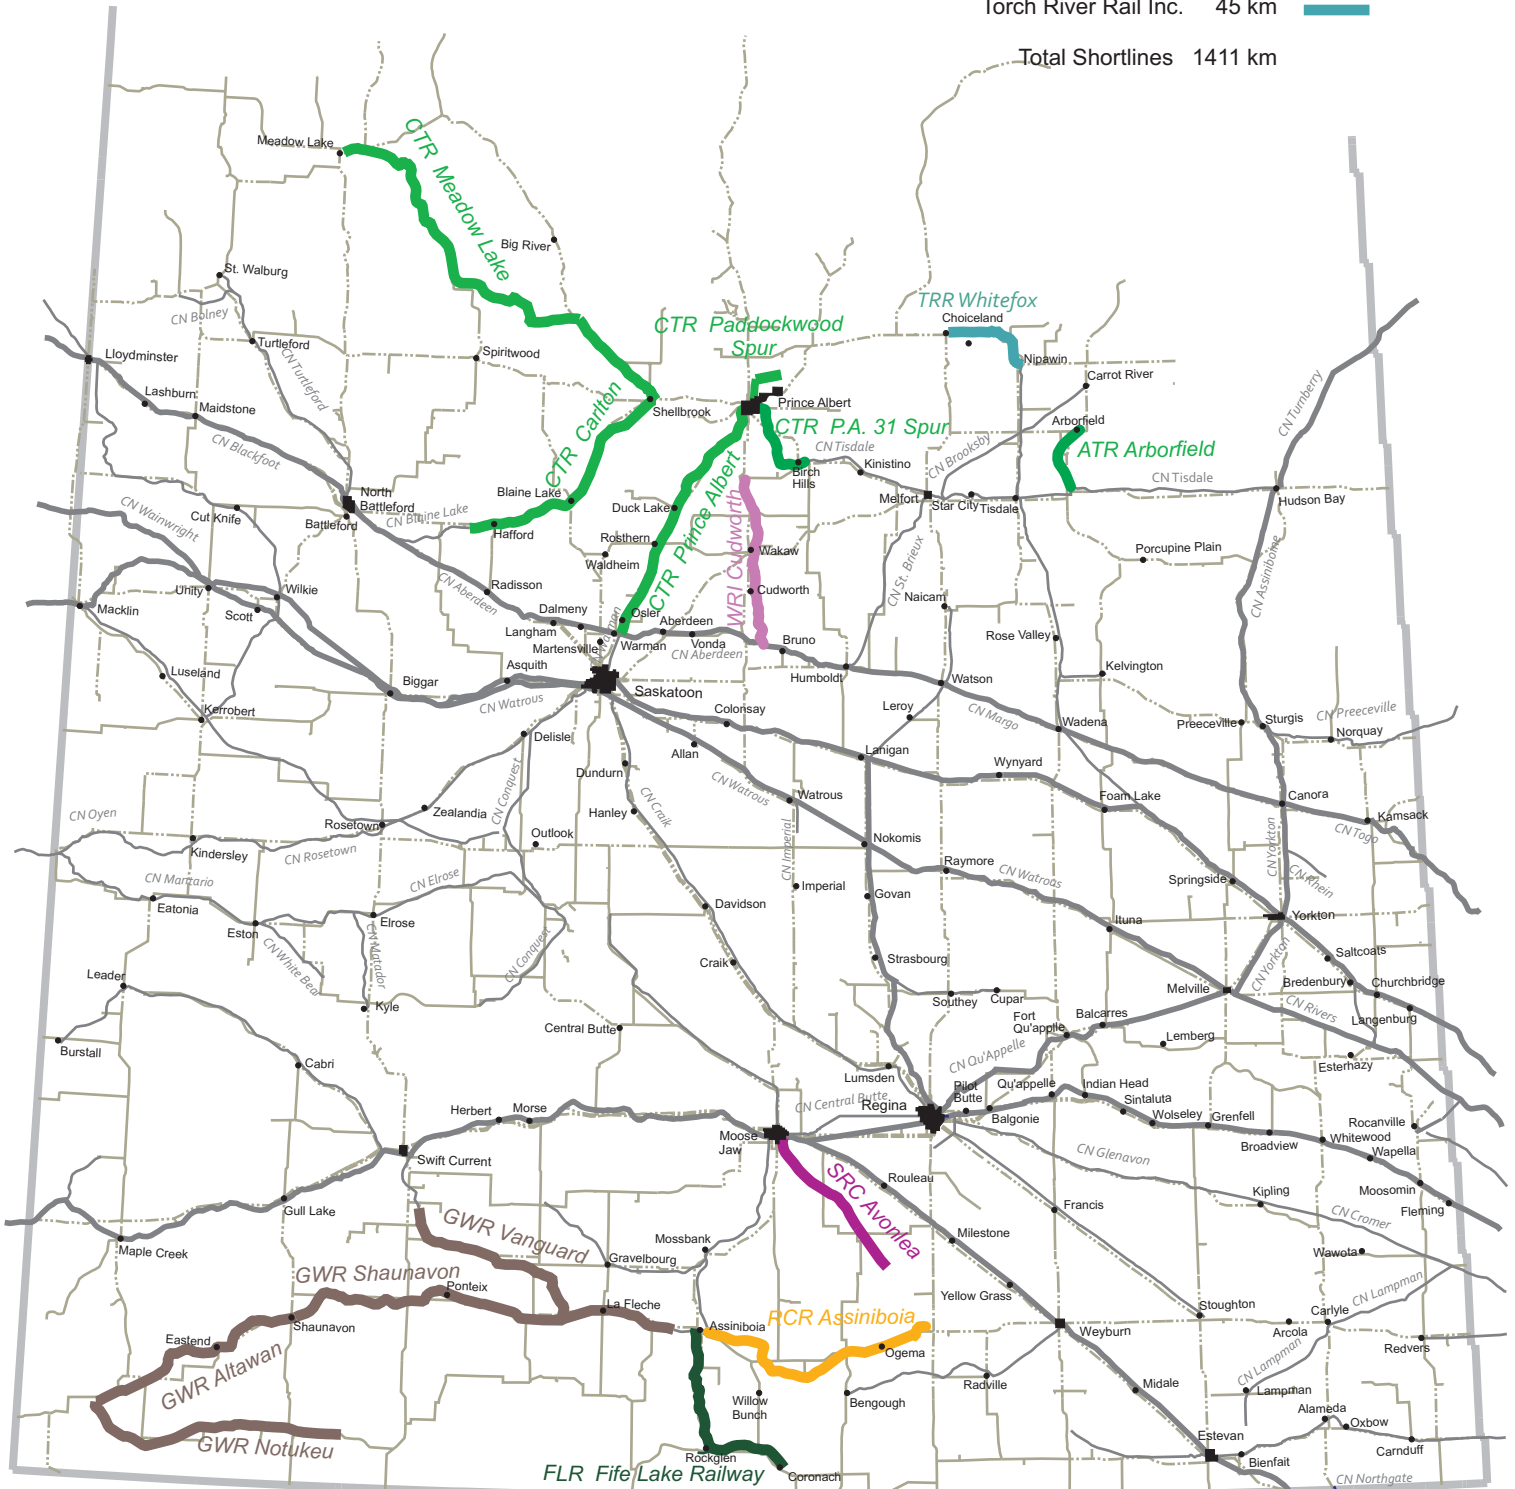 Torch River Rail Inc. 45 km
Total Shortlines 1411 km
Meadow Lake
CTR Meadow Lake
Big River
St. Walburg
CN Bolney
Turtleford
CN Turtleford
Spiritwood
Lloydminster
Lashburn
Maidstone
CN Blackfoot
CTR Paddockwood
Spur
TRR Whitefox
Choiceland
Nipawin
Carrot River
Prince Albert
Shellbrook
CTR Carlton
CTR P.A. 31 Spur
CN Tisdale
Arborfield
ATR Arborfield
CN Turnberry
Kinistino
CN Brooksby
Birch
Hills
Melfort
Star City
Tisdale
CN Tisdale
Hudson Bay
North
Battleford
Battleford
Cut Knife
CN Wainwright
CN Blaine Lake
Blaine Lake
Hafford
Duck Lake
CTR Prince Albert
Rosthern
Waldheim
WRI Cudworth
Wakaw
Cudworth
CN St. Brieux
Porcupine Plain
CN Assiniboine
Unity
Wilkie
Scott
Macklin
CN Aberdeen
Radisson
Dalmeny
Langham
Martensville
Osler
Warman
Aberdeen
Vonda
CN Aberdeen
Bruno
Humboldt
Naicam
Rose Valley
Kelvington
Watson
Luseland
Kerrobert
Biggar
Asquith
CN Watrous
Saskatoon
Colonsay
Leroy
CN Margo
Wadena
Preeceville
Sturgis
CN Preeceville
Norquay
Delisle
Allan
Lanigan
Dundurn
CN Conquest
CN Watrous
Wynyard
Watrous
Foam Lake
Canora
Kamsack
CN Togo
CN Oyen
Zealandia
Rosetown
Hanley
CN Craik
Outlook
Kindersley
CN Rosetown
CN Imperial
Nokomis
Raymore
CN Watrous
CN Yorkton
CN Rhein
Springside
CN Mantario
CN Elrose
Imperial
Govan
Eatonia
Eston
Elrose
Davidson
Ituna
Yorkton
CN White Bear
CN Matador
CN Conquest
Craik
Strasbourg
Saltcoats
CN Yorkton
Leader
Kyle
Southey
Cupar
Melville
Bredenbury
Churchbridge
CN Rivers
Langenburg
Central Butte
Fort
Qu'applle
Balcarres
Lemberg
Burstall
Cabri
Esterhazy
Lumsden
CN Qu'Appelle
Pilot
Butte
Qu'appelle
Indian Head
Sintaluta
Herbert
Morse
CN Central Butte
Regina
Balgonie
Wolseley
Grenfell
Rocanville
Broadview
Whitewood
Wapella
Moose
Jaw
Swift Current
CN Glenavon
Moosomin
Fleming
SRC Avonlea
Rouleau
Francis
Kipling
CN Cromer
Gull Lake
Maple Creek
GWR Vanguard
Mossbank
Gravelbourg
Milestone
Wawota
GWR Shaunavon
Ponteix
Yellow Grass
Stoughton
CN Lampman
Carlyle
La Fleche
Assiniboia
RCR Assiniboia
Weyburn
Arcola
Redvers
Eastend
Shaunavon
Ogema
GWR Altawan
CN Lampman
Willow
Bunch
Bengough
Radville
Midale
Lampman
Alameda
Oxbow
GWR Notukeu
Rockglen
Estevan
Carnduff
FLR Fife Lake Railway
Coronach
Bienfait
CN Northgate